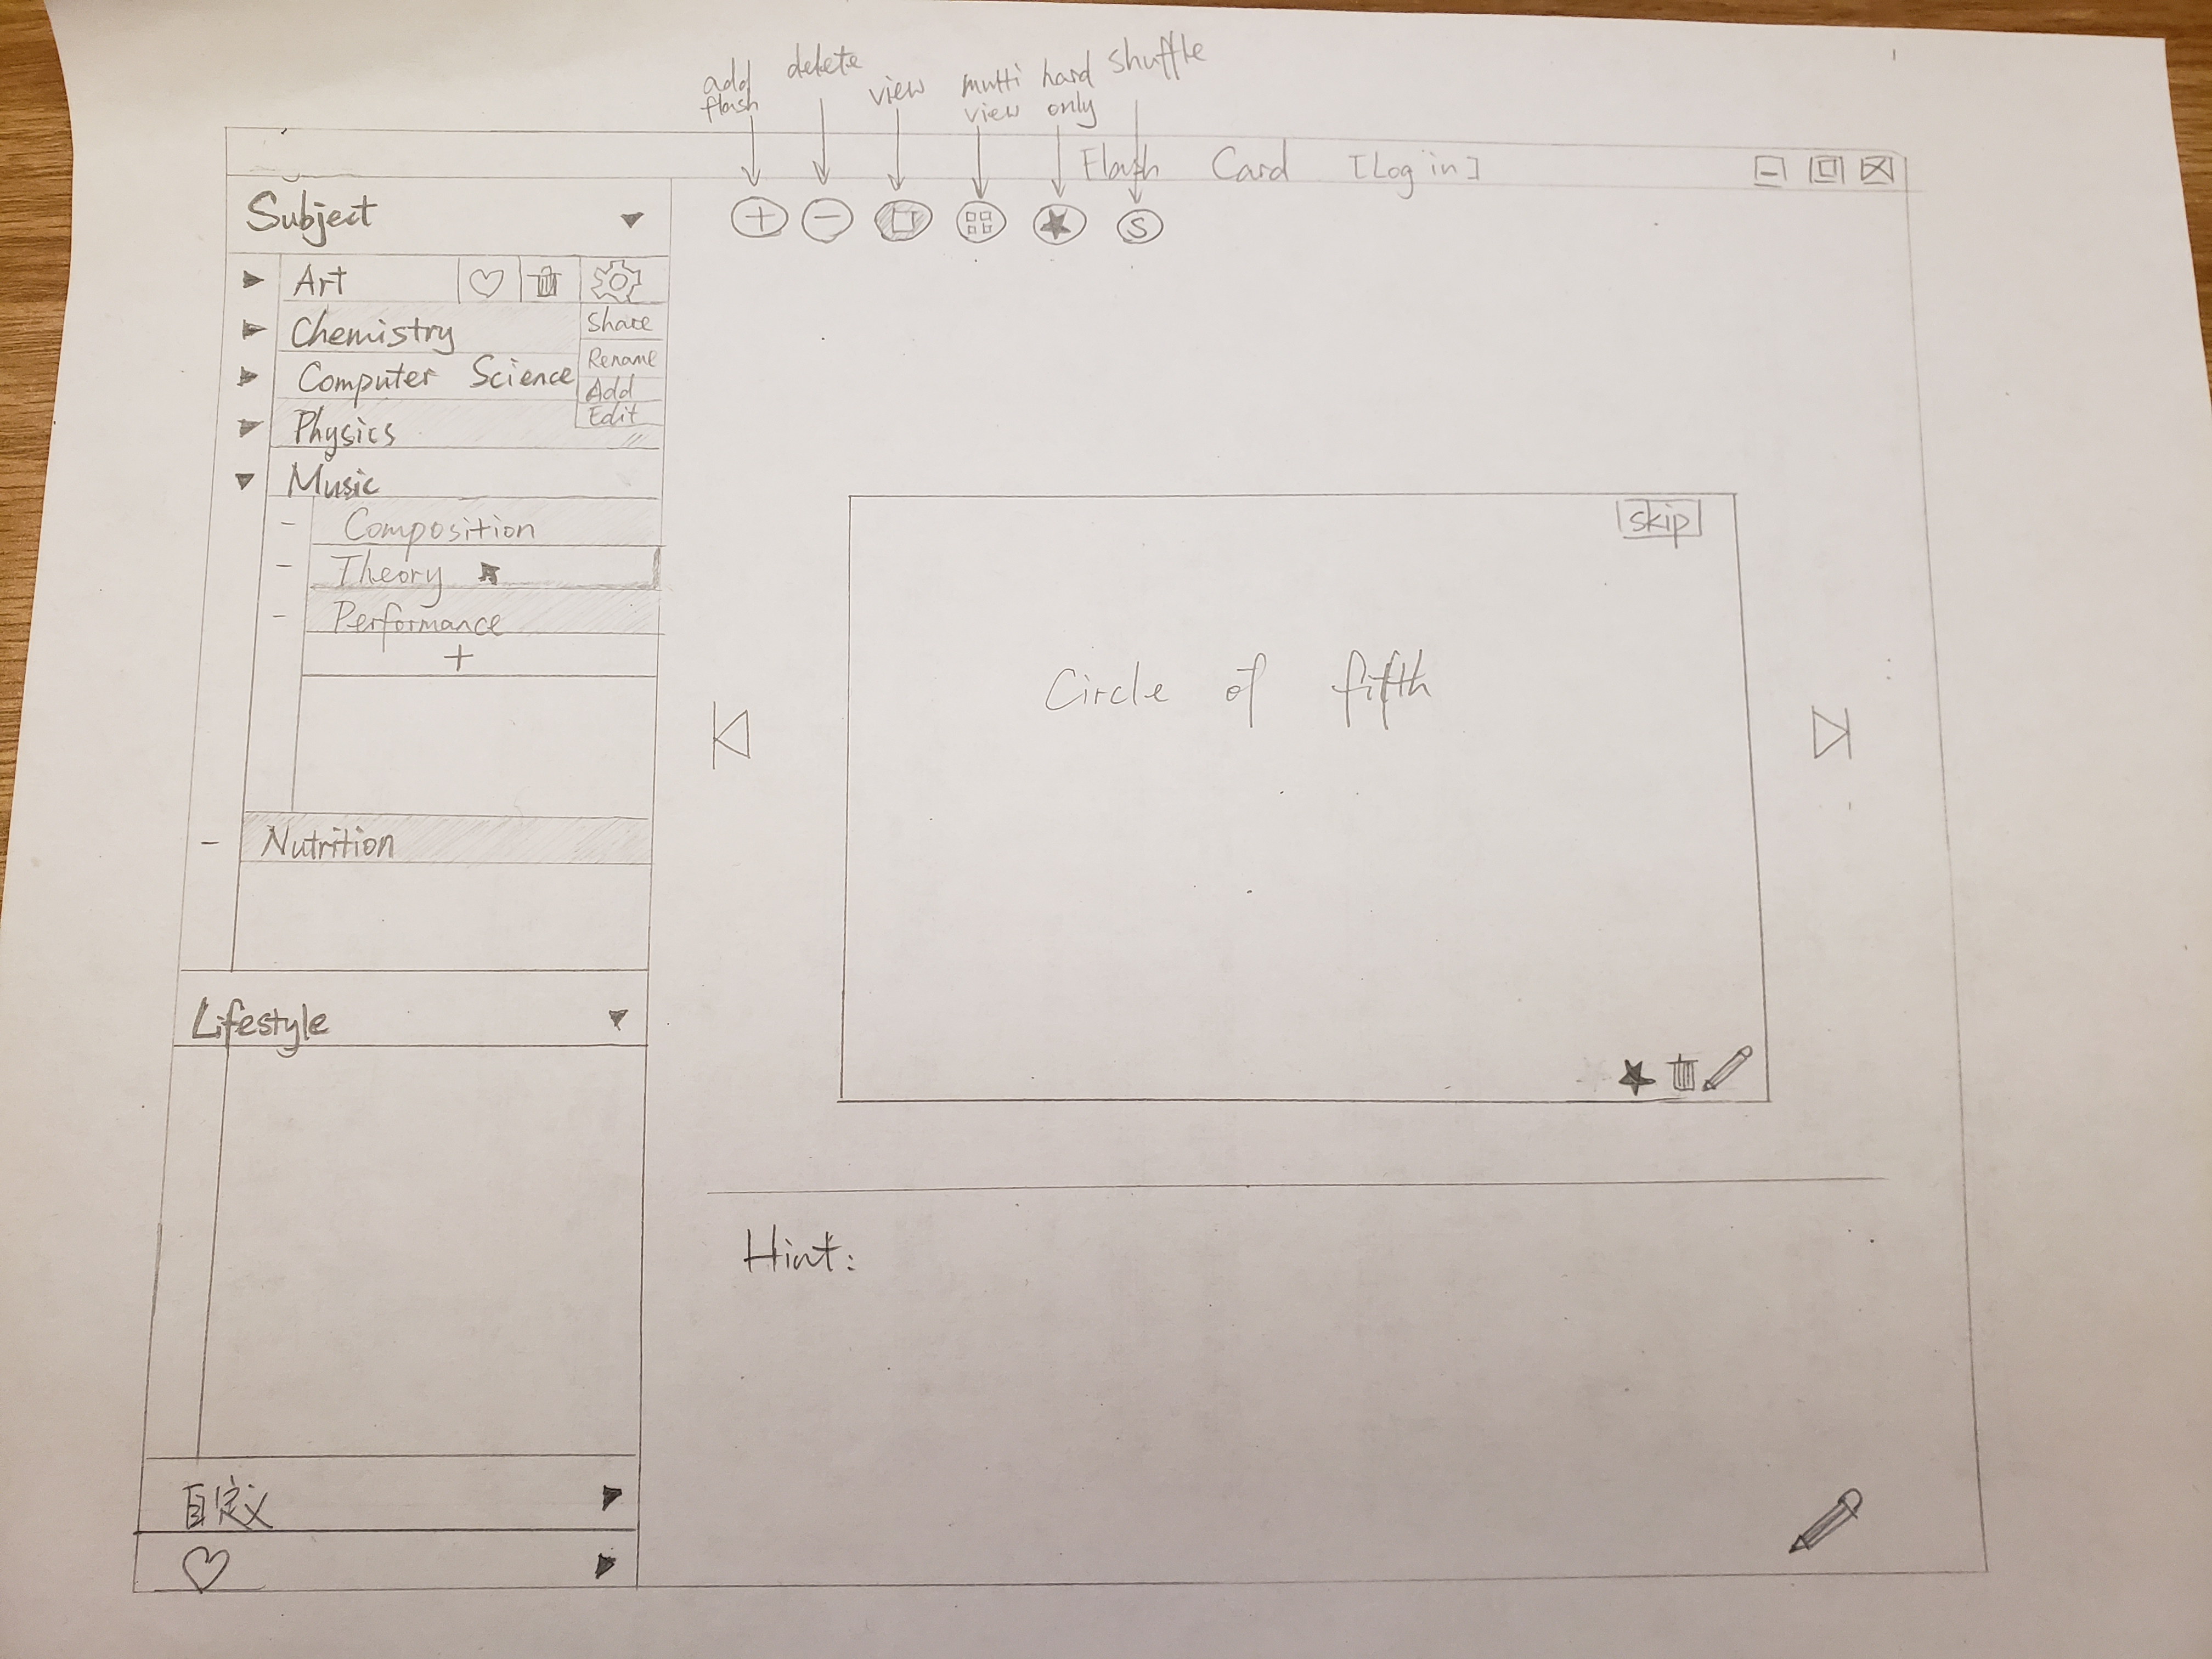 add flash
delete
view
multi view
hard only
shuffle
Flash Card [Log in]
Subject
S
Art
Share
Chemistry
Rename
Computer Science
Add
Edit
Physics
Music
Composition
Theory
Performance
+
Nutrition
Lifestyle
自定义
skip
Circle of fifth
Hint: